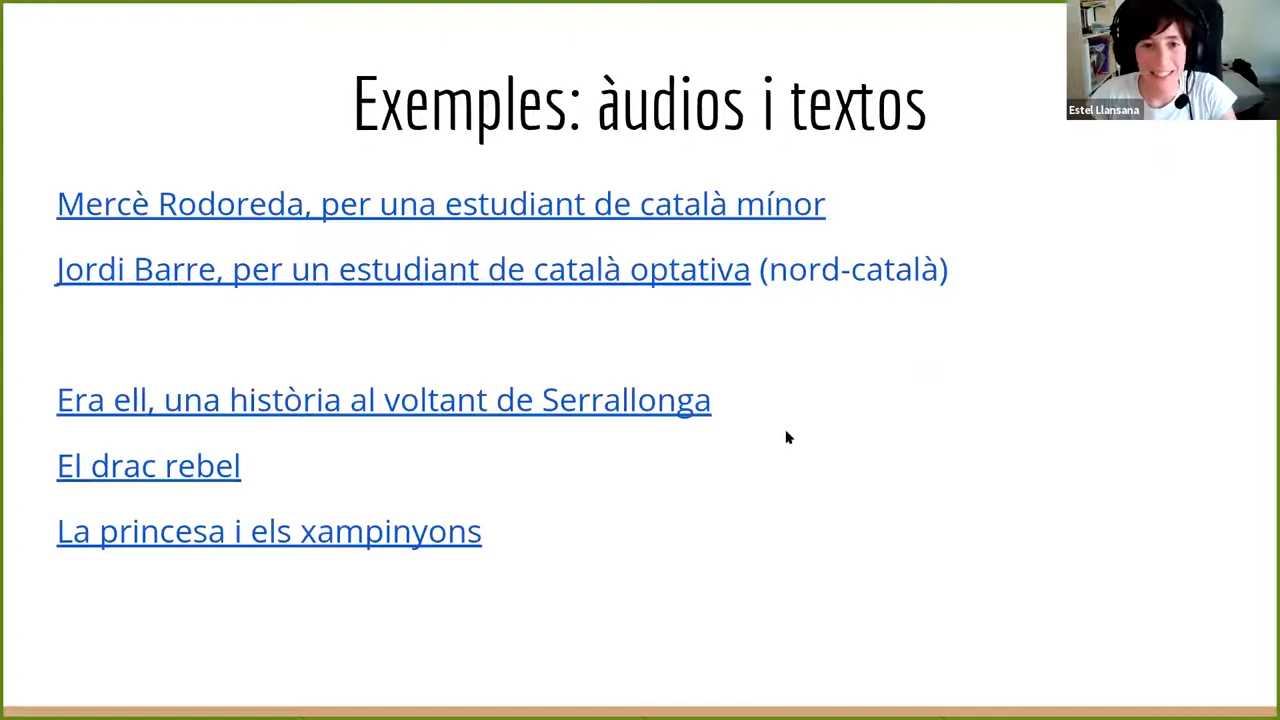 Exemples: àudios i textos
Estel Llansana
Mercè Rodoreda, per una estudiant de català mínor
Jordi Barre, per un estudiant de català optativa (nord-català)
Era ell, una història al voltant de Serrallonga
El drac rebel
La princesa i els xampinyons